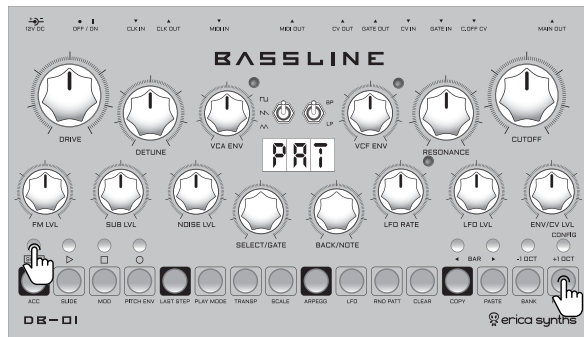 12V DC OFF / ON CLK IN CLK OUT MIDI IN MIDI OUT CV OUT GATE OUT CV IN GATE IN C.OFF CV MAIN OUT
BASSLINE
BP
LP
DRIVE DETUNE VCA ENV VCF ENV RESONANCE CUTOFF
PAT
FM LVL SUB LVL NOISE LVL SELECT/GATE BACK/NOTE LFO RATE LFO LVL ENV/CV LVL
CONFIG
BAR -1 OCT +1 OCT
ACC SLIDE MOD PITCH ENV LAST STEP PLAY MODE TRANSP SCALE ARPEGG LFO RND PATT CLEAR COPY PASTE BANK
DB-01 erica synths